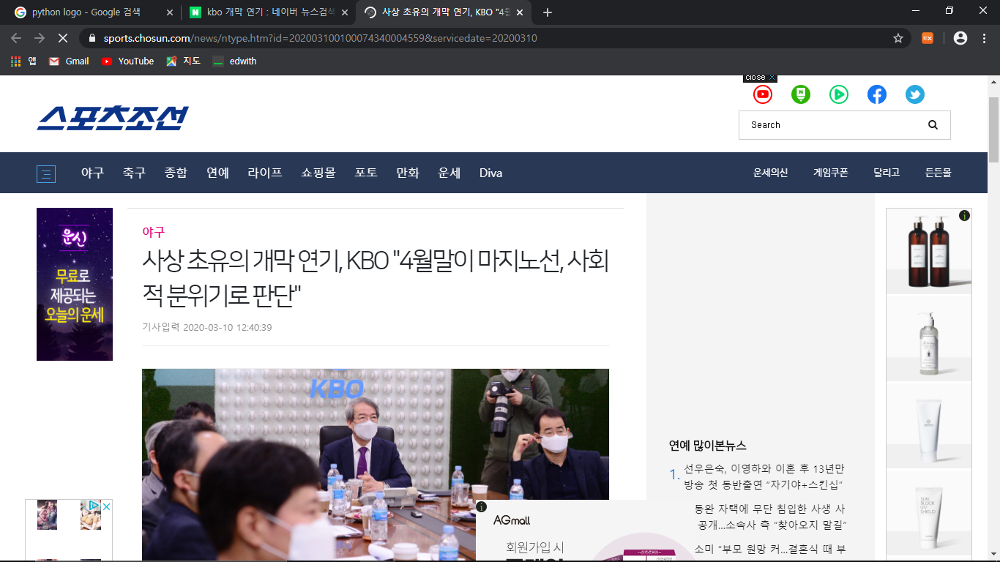 python logo - Google 검색
kbo 개막 연기 : 네이버 뉴스검색
사상 초유의 개막 연기, KBO "4월
sports.chosun.com/news/ntype.htm?id=202003100100074340004559&servicedate=20200310
앱 Gmail YouTube 지도 edwith
close
스포츠조선
Search
야구 축구 종합 연예 라이프 쇼핑몰 포토 만화 운세 Diva
운세의신 게임쿠폰 달리고 든든몰
운신
무료로
제공되는
오늘의 운세
야구
사상 초유의 개막 연기, KBO "4월말이 마지노선, 사회
적 분위기로 판단"
기사입력 2020-03-10 12:40:39
KBO
연예 많이본뉴스
1. 선우은숙, 이영하와 이혼 후 13년만
방송 첫 동반출연 “자기야+스킨십”
동완 자택에 무단 침입한 사생 사
공개...소속사 측 “찾아오지 말길”
소미 “부모 원망 커...결혼식 때 부
AGmall
회원가입 시
SUN
BLOCK
UV
SHIELD